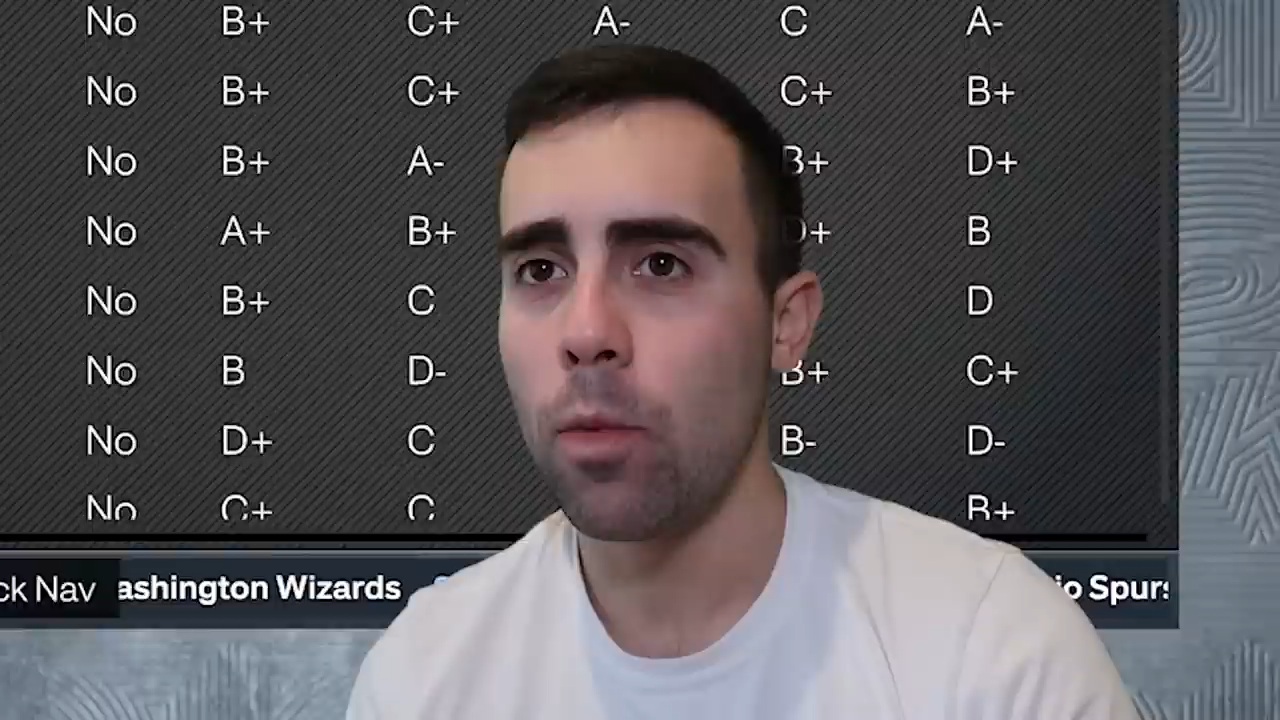 No B+ C+ A- C A-
No B+ C+ C+ B+
No B+ A- B+ D+
No A+ B+ D+ B
No B+ C D
No B D- B+ C+
No D+ C B- D-
No C+ C B+
ck Nav ashington Wizards io Spurs